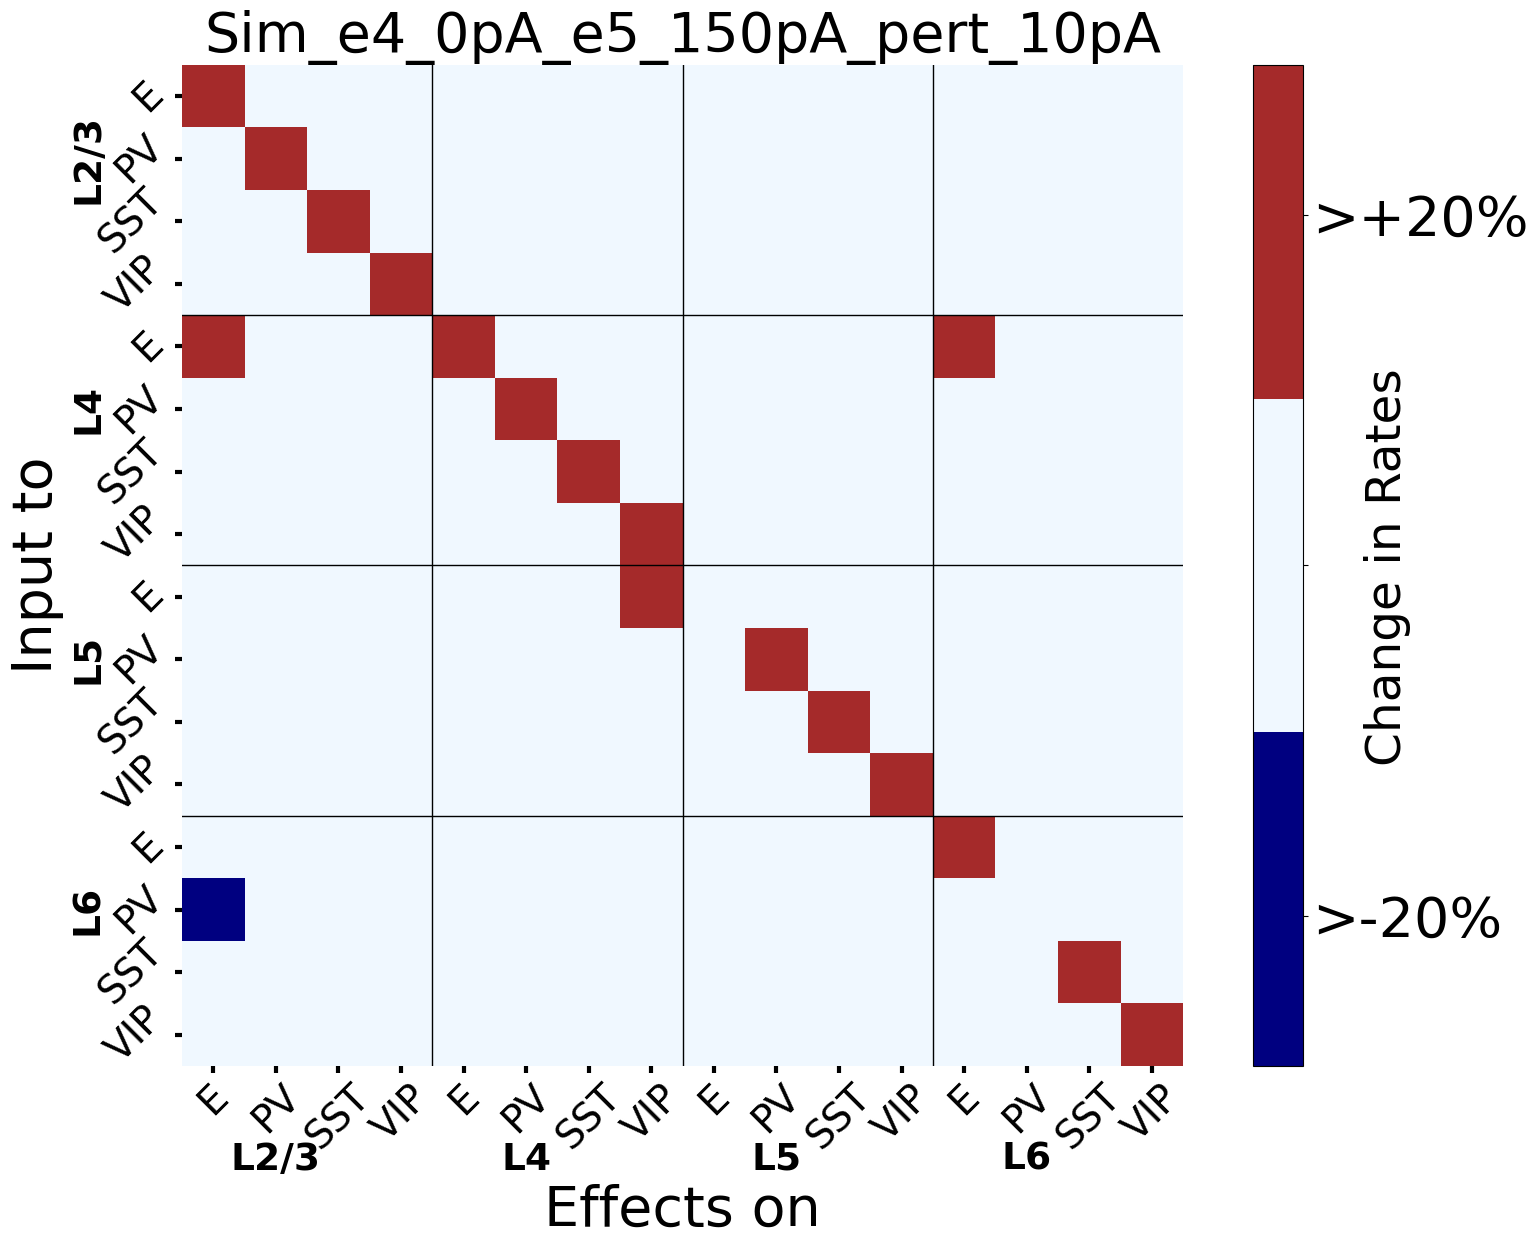 Sim_e4_0pA_e5_150pA_pert_10pA
Input to
L2/3
E
PV
SST
VIP
L4
E
PV
SST
VIP
L5
E
PV
SST
VIP
L6
E
PV
SST
VIP
E
PV
SST
VIP
E
PV
SST
VIP
E
PV
SST
VIP
E
PV
SST
VIP
L2/3
L4
L5
L6
Effects on
>+20%
>-20%
Change in Rates